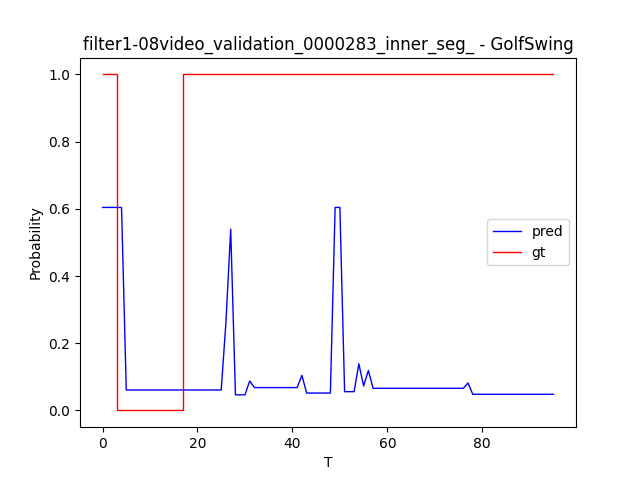 filter1-08video_validation_0000283_inner_seg_ - GolfSwing
1.0
0.8
0.6
0.4
0.2
0.0
Probability
pred
gt
0
20
40
60
80
T